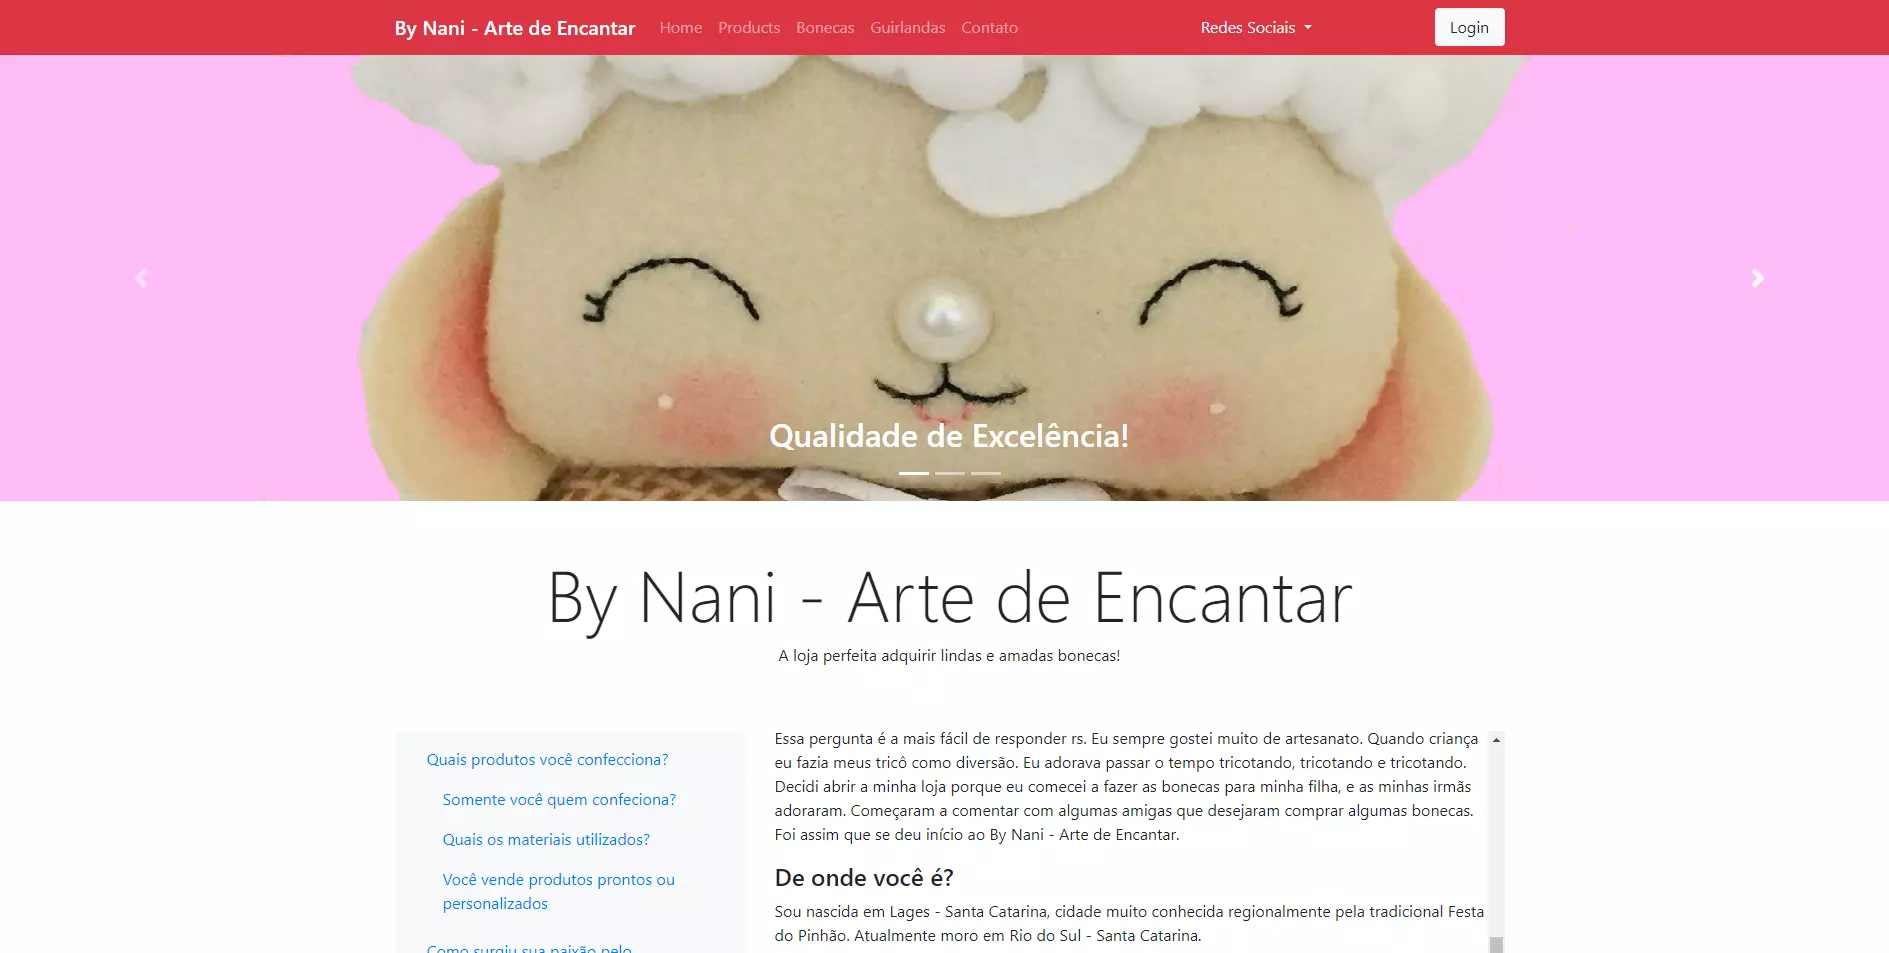 By Nani - Arte de Encantar Home Products Bonecas Guirlandas Contato Redes Sociais Login
Qualidade de Excelência!
By Nani - Arte de Encantar
A loja perfeita adquirir lindas e amadas bonecas!
Quais produtos você confecciona?
Somente você quem confeciona?
Quais os materiais utilizados?
Você vende produtos prontos ou
personalizados
Como surgiu sua paixão pelo
Essa pergunta é a mais fácil de responder rs. Eu sempre gostei muito de artesanato. Quando criança
eu fazia meus tricô como diversão. Eu adorava passar o tempo tricotando, tricotando e tricotando.
Decidi abrir a minha loja porque eu comecei a fazer as bonecas para minha filha, e as minhas irmãs
adoraram. Começaram a comentar com algumas amigas que desejaram comprar algumas bonecas.
Foi assim que se deu início ao By Nani - Arte de Encantar.
De onde você é?
Sou nascida em Lages - Santa Catarina, cidade muito conhecida regionalmente pela tradicional Festa
do Pinhão. Atualmente moro em Rio do Sul - Santa Catarina.